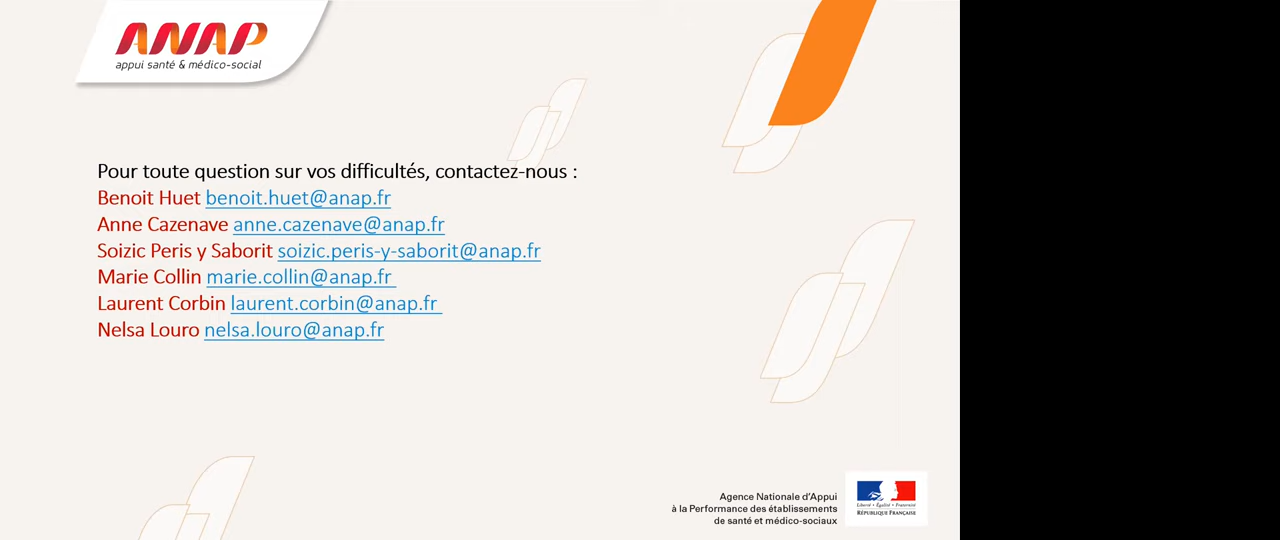 ANAP
appui santé & médico-social
Pour toute question sur vos difficultés, contactez-nous :
Benoit Huet benoit.huet@anap.fr
Anne Cazenave anne.cazenave@anap.fr
Soizic Peris y Saborit soizic.peris-y-saborit@anap.fr
Marie Collin marie.collin@anap.fr
Laurent Corbin laurent.corbin@anap.fr
Nelsa Louro nelsa.louro@anap.fr
Agence Nationale d'Appui
à la Performance des établissements
de santé et médico-sociaux
Liberté • Égalité • Fraternité
RÉPUBLIQUE FRANÇAISE